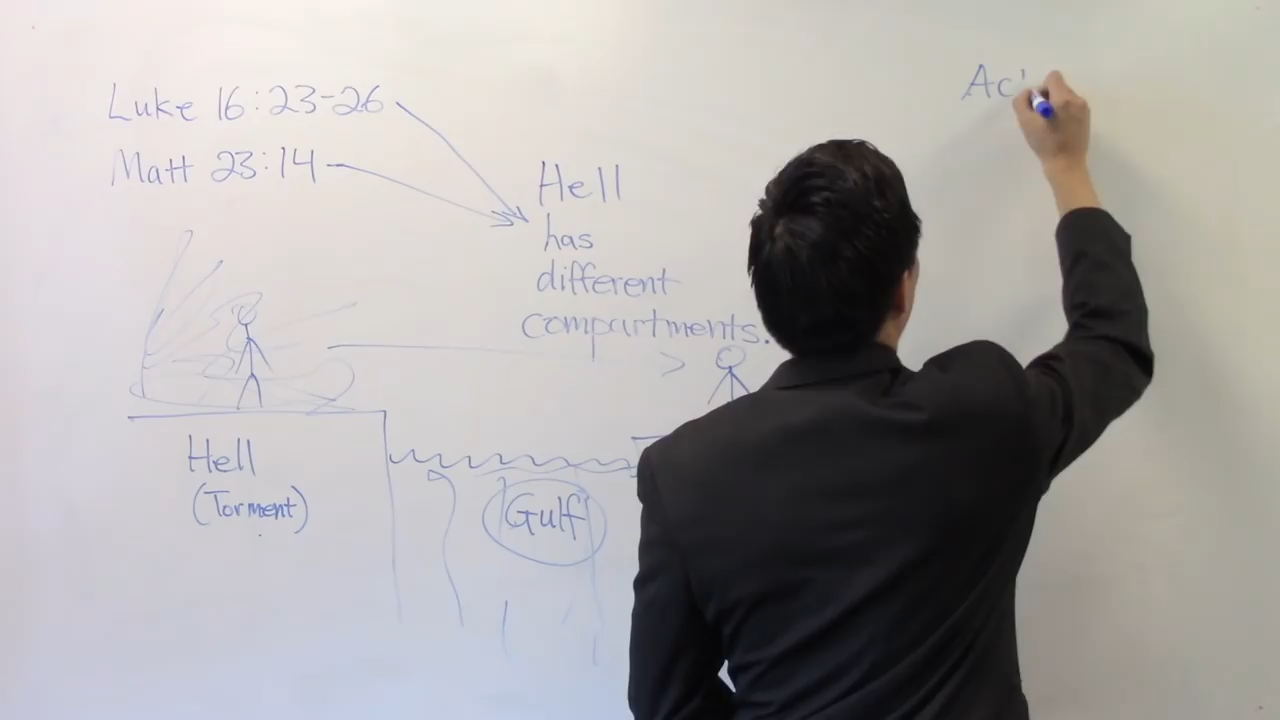 Luke 16:23-26
Matt 23:14
Hell
has
different
compartments.
Hell
(Torment)
Gulf